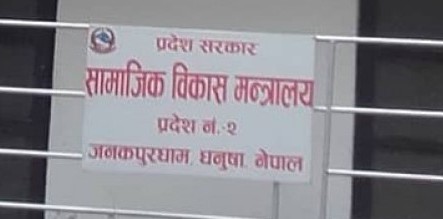 प्रदेश सरकार
सामाजिक विकास मन्त्रालय
प्रदेश नं.-२
जनकपुरधाम, धनुषा, नेपाल